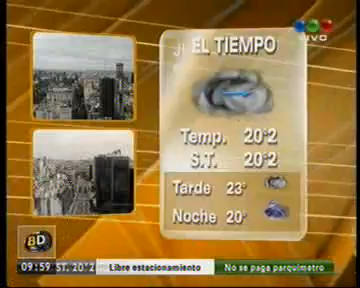 VIVO
EL TIEMPO
Temp. 20°2
S.T. 20°2
Tarde 23°
Noche 20°
BD
09:59 ST. 20°2 Libre estacionamiento No se paga parquímetro